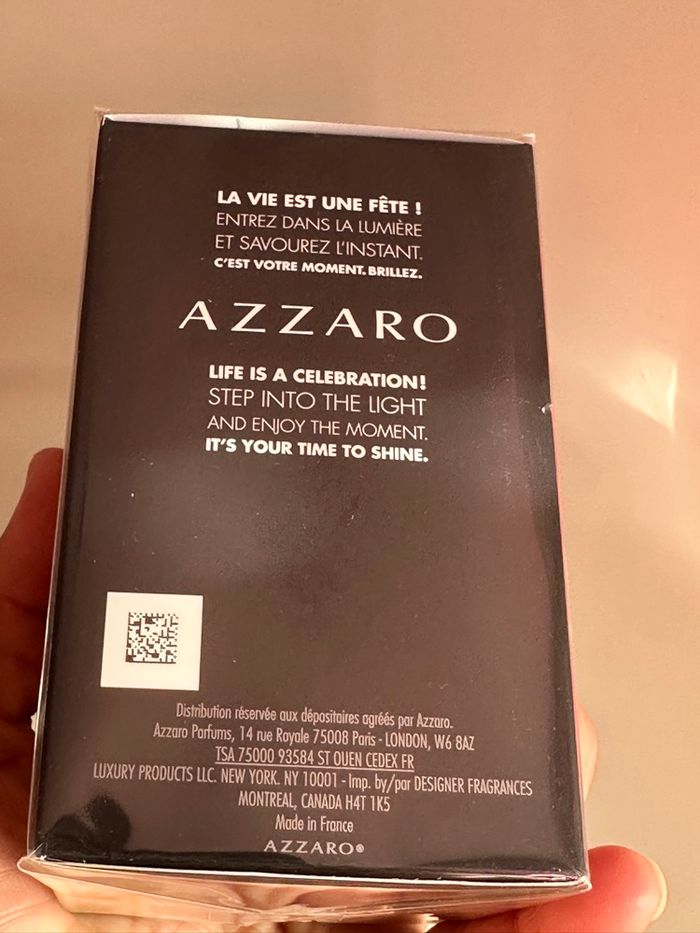 LA VIE EST UNE FÊTE !
ENTREZ DANS LA LUMIÈRE
ET SAVOUREZ L'INSTANT.
C'EST VOTRE MOMENT. BRILLEZ.
AZZARO
LIFE IS A CELEBRATION!
STEP INTO THE LIGHT
AND ENJOY THE MOMENT.
IT'S YOUR TIME TO SHINE.
Distribution réservée aux dépositaires agréés par Azzaro.
Azzaro Parfums, 14 rue Royale 75008 Paris - LONDON, W6 8AZ
TSA 75000 93584 ST OUEN CEDEX FR
LUXURY PRODUCTS LLC. NEW YORK. NY 10001 - Imp. by/par DESIGNER FRAGRANCES
MONTREAL, CANADA H4T 1K5
Made in France
AZZARO®